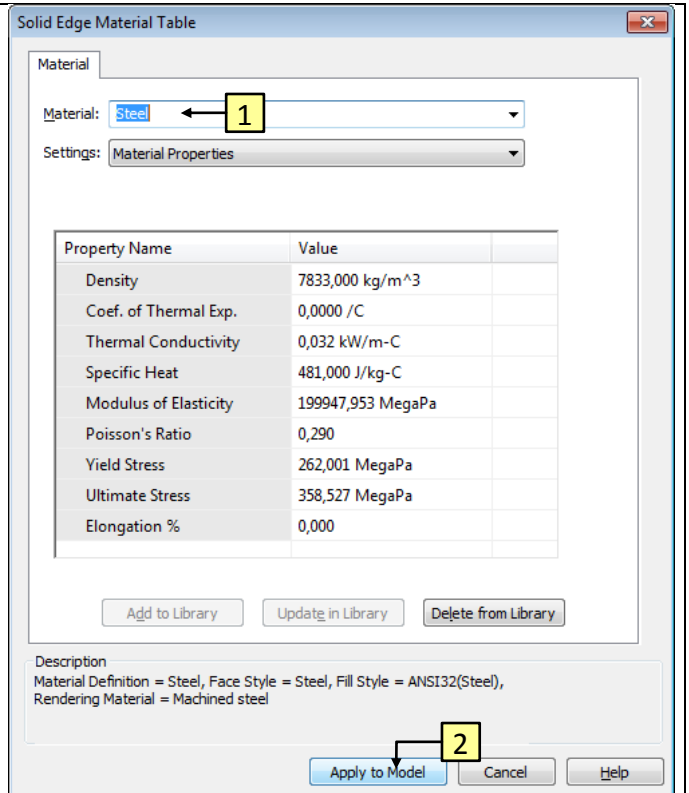 Solid Edge Material Table
Material
Material: Steel 1
Settings: Material Properties
Property Name Value
Density 7833,000 kg/m^3
Coef. of Thermal Exp. 0,0000 /C
Thermal Conductivity 0,032 kW/m-C
Specific Heat 481,000 J/kg-C
Modulus of Elasticity 199947,953 MegaPa
Poisson's Ratio 0,290
Yield Stress 262,001 MegaPa
Ultimate Stress 358,527 MegaPa
Elongation % 0,000
Add to Library Update in Library Delete from Library
Description
Material Definition = Steel, Face Style = Steel, Fill Style = ANSI32(Steel),
Rendering Material = Machined steel
2
Apply to Model Cancel Help